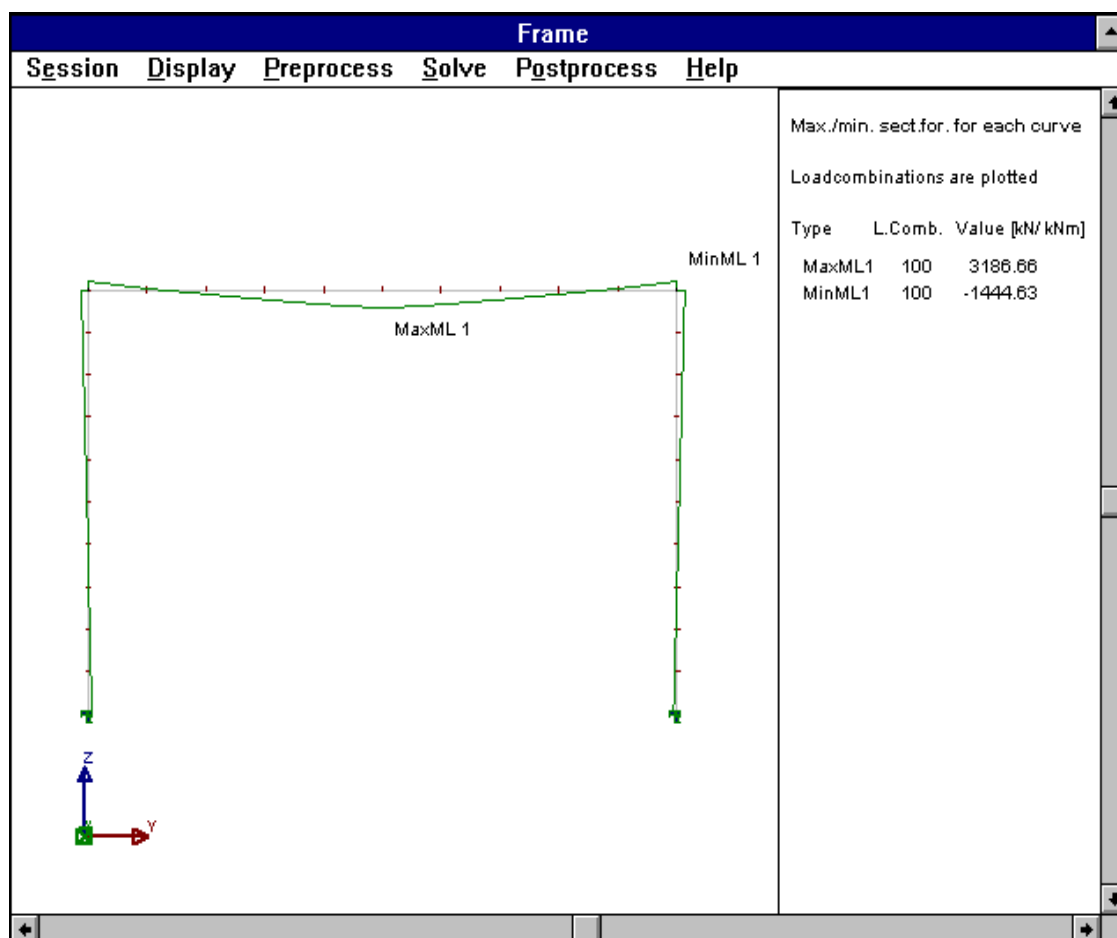 Frame
Session Display Preprocess Solve Postprocess Help
Max./min. sect.for. for each curve
Loadcombinations are plotted
Type L.Comb. Value [kN/kNm]
MaxML1 100 3186.66
MinML1 100 -1444.63
MinML 1
MaxML 1
Z
Y